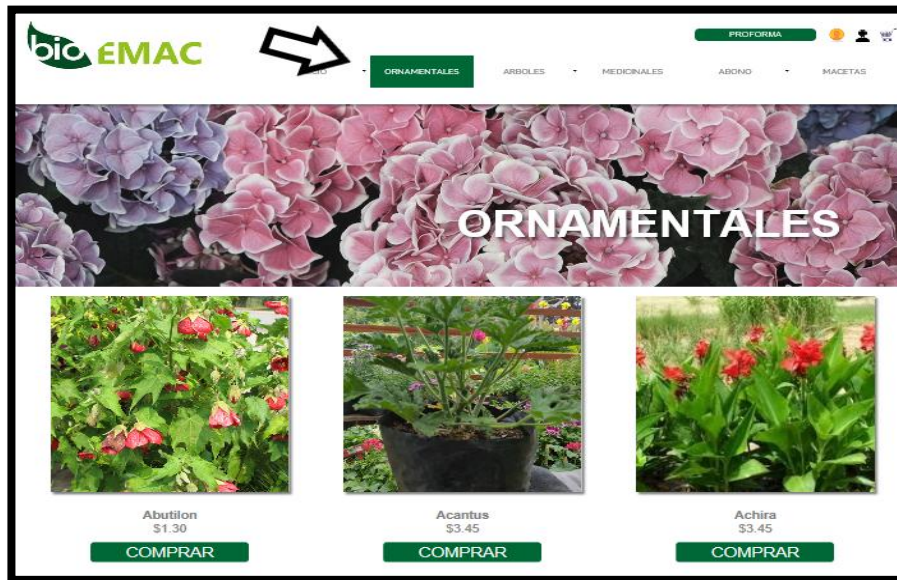 bio EMAC
PROFORMA
ORNAMENTALES
ARBOLES
MEDICINALES
ABONO
MACETAS
ORNAMENTALES
Abutilon
$1.30
COMPRAR
Acantus
$3.45
COMPRAR
Achira
$3.45
COMPRAR